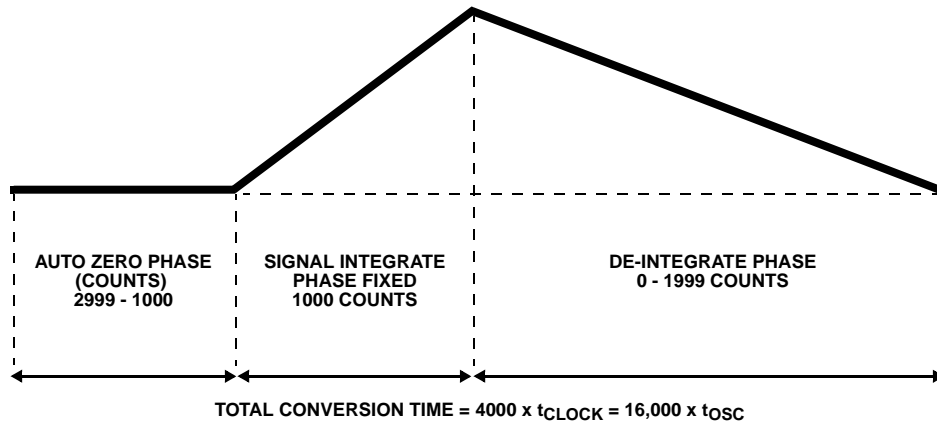 AUTO ZERO PHASE
(COUNTS)
2999 - 1000
SIGNAL INTEGRATE
PHASE FIXED
1000 COUNTS
DE-INTEGRATE PHASE
0 - 1999 COUNTS
TOTAL CONVERSION TIME = 4000 x tCLOCK = 16,000 x tOSC